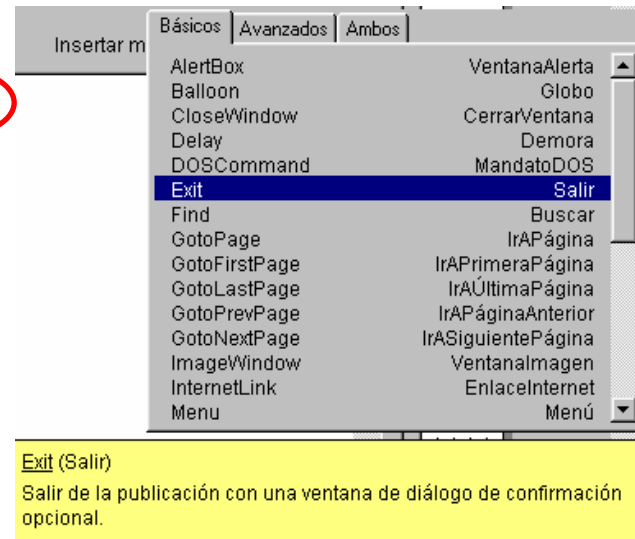 Insertar m
Básicos Avanzados Ambos
AlertBox VentanaAlerta
Balloon Globo
CloseWindow CerrarVentana
Delay Demora
DOSCommand MandatoDOS
Exit Salir
Find Buscar
GotoPage IrAPágina
GotoFirstPage IrAPrimeraPágina
GotoLastPage IrAÚltimaPágina
GotoPrevPage IrAPáginaAnterior
GotoNextPage IrASiguientePágina
ImageWindow VentanaImagen
InternetLink EnlaceInternet
Menu Menú
Exit (Salir)
Salir de la publicación con una ventana de diálogo de confirmación
opcional.